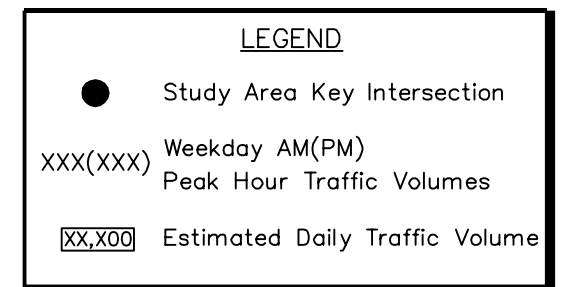 LEGEND
Study Area Key Intersection
XXX(XXX) Weekday AM(PM)
Peak Hour Traffic Volumes
XX,X00 Estimated Daily Traffic Volume